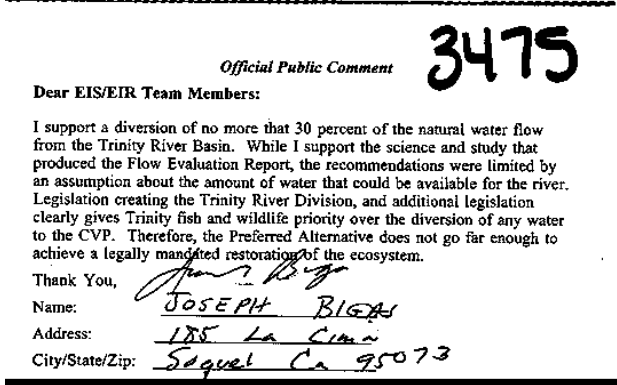 3475
Official Public Comment
Dear EIS/EIR Team Members:
I support a diversion of no more that 30 percent of the natural water flow
from the Trinity River Basin. While I support the science and study that
produced the Flow Evaluation Report, the recommendations were limited by
an assumption about the amount of water that could be available for the river.
Legislation creating the Trinity River Division, and additional legislation
clearly gives Trinity fish and wildlife priority over the diversion of any water
to the CVP. Therefore, the Preferred Alternative does not go far enough to
achieve a legally mandated restoration of the ecosystem.
Thank You,
Name: JOSEPH BIGAS
Address: 185 La Cima
City/State/Zip: Soquel Ca 95073